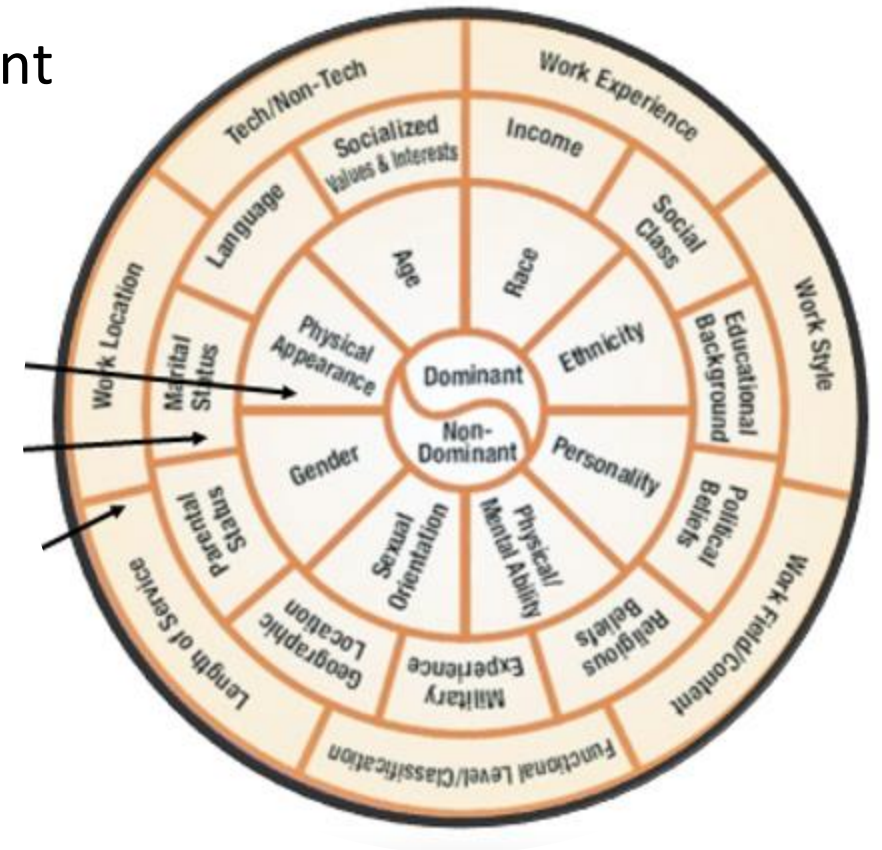 nt
Tech/Non-Tech
Work Experience
Work Style
Work Field/Content
Functional Level/Classification
Length of Service
Work Location
Socialized
Values & Interests
Income
Social
Class
Educational
Background
Political
Beliefs
Religious
Beliefs
Military
Experience
Geographic
Location
Parental
Status
Marital
Status
Language
Age
Race
Ethnicity
Personality
Physical/
Mental Ability
Sexual
Orientation
Gender
Physical
Appearance
Dominant
Non-
Dominant